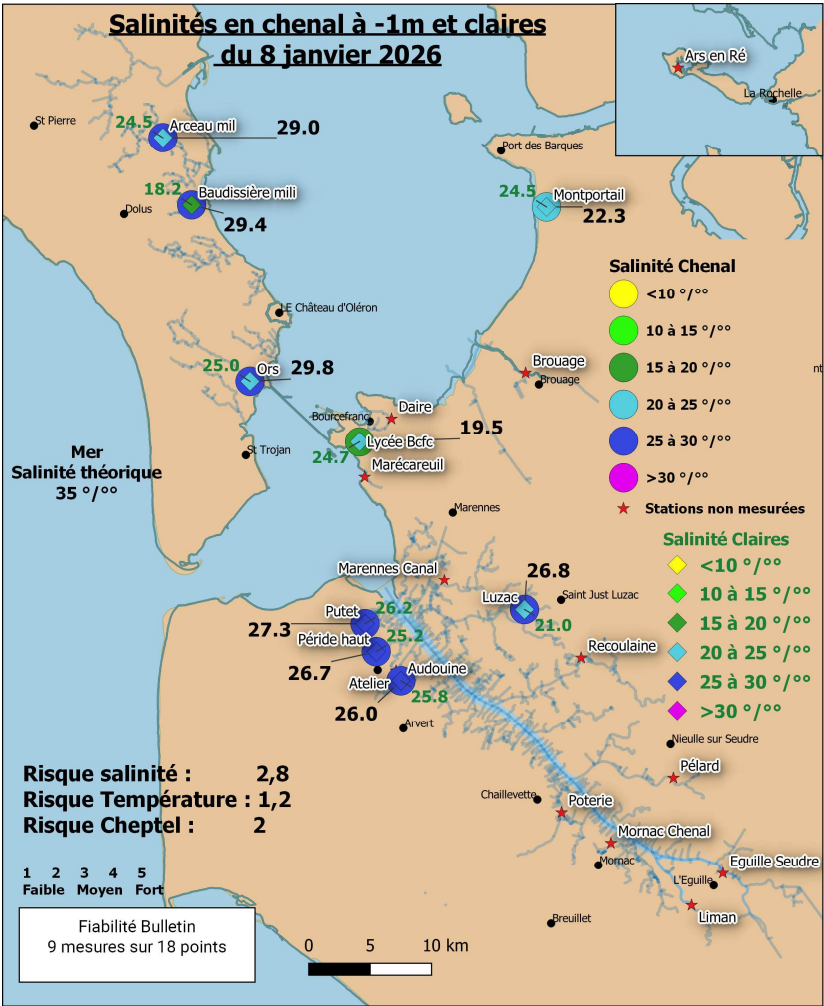 Salinités en chenal à -1m et claires
du 8 janvier 2026
Ars en Ré
La Rochelle
St Pierre
24.5
Arceau mil
29.0
Port des Barques
18.2
Baudissière mili
29.4
Dolus
24.5
Montportail
22.3
Salinité Chenal
<10 °/°°
10 à 15 °/°°
15 à 20 °/°°
20 à 25 °/°°
25 à 30 °/°°
>30 °/°°
Stations non mesurées
Salinité Claires
<10 °/°°
10 à 15 °/°°
15 à 20 °/°°
20 à 25 °/°°
25 à 30 °/°°
>30 °/°°
LE Château d'Oléron
25.0
Ors
29.8
Brouage
Brouage
nt
Bourcefranc
Daire
Lycée Bcfc
19.5
24.7
Marécareuil
St Trojan
Mer
Salinité théorique
35 °/°°
Marennes
Marennes Canal
26.8
Luzac
Saint Just Luzac
21.0
Putet
26.2
27.3
Péride haut
25.2
26.7
Recoulaine
Atelier
Audouine
26.0
25.8
Arvert
Nieulle sur Seudre
Pélard
Chaillevette
Poterie
Mornac Chenal
Mornac
Eguille Seudre
L'Eguille
Liman
Breuillet
Risque salinité : 2,8
Risque Température : 1,2
Risque Cheptel : 2
1 2 3 4 5
Faible Moyen Fort
Fiabilité Bulletin
9 mesures sur 18 points
0 5 10 km